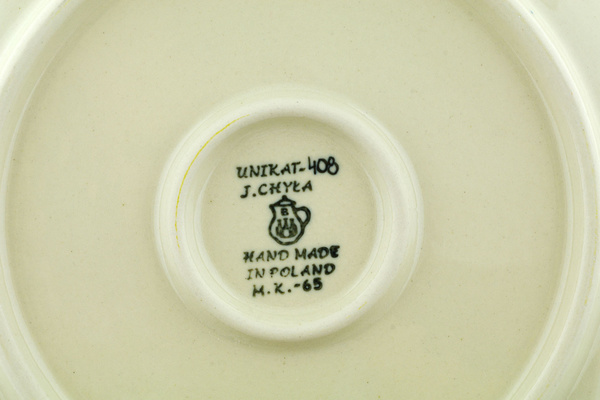 UNIKAT-408
J.CHYŁA
B
HAND MADE
IN POLAND
M.K.-65